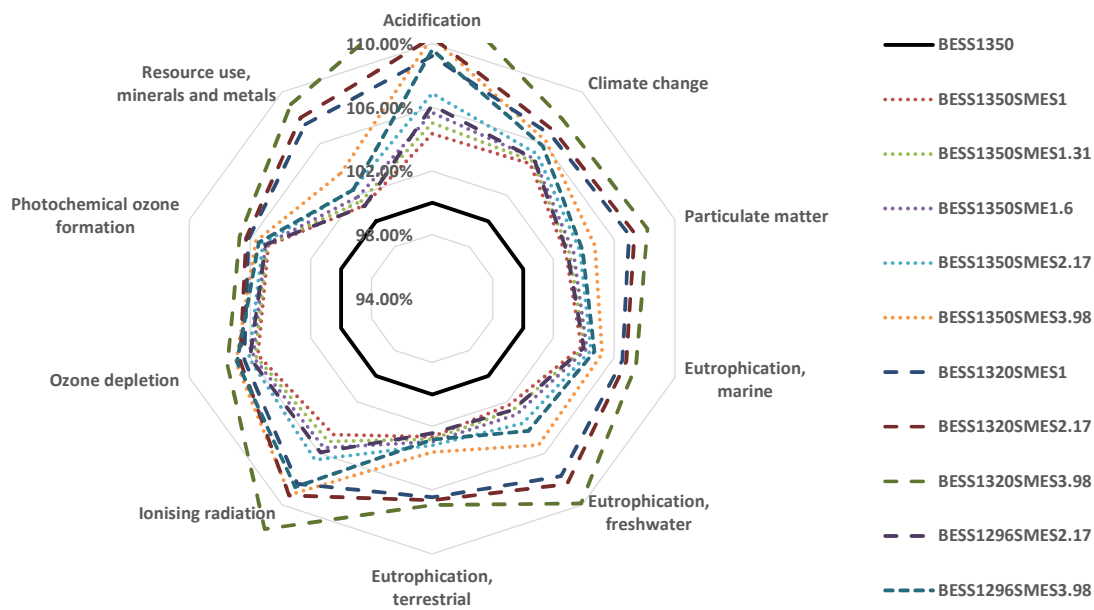 Acidification
110.00%
106.00%
102.00%
98.00%
94.00%
Climate change
Particulate matter
Eutrophication,
marine
Eutrophication,
freshwater
Eutrophication,
terrestrial
Ionising radiation
Ozone depletion
Photochemical ozone
formation
Resource use,
minerals and metals
BESS1350
BESS1350SMES1
BESS1350SMES1.31
BESS1350SME1.6
BESS1350SMES2.17
BESS1350SMES3.98
BESS1320SMES1
BESS1320SMES2.17
BESS1320SMES3.98
BESS1296SMES2.17
BESS1296SMES3.98